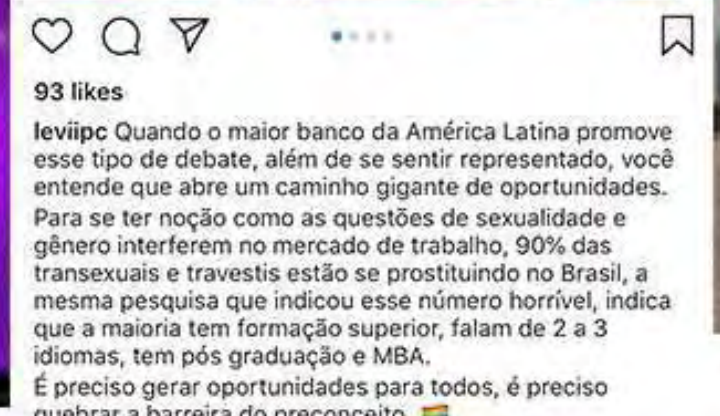 93 likes
leviipc Quando o maior banco da América Latina promove
esse tipo de debate, além de se sentir representado, você
entende que abre um caminho gigante de oportunidades.
Para se ter noção como as questões de sexualidade e
gênero interferem no mercado de trabalho, 90% das
transexuais e travestis estão se prostituindo no Brasil, a
mesma pesquisa que indicou esse número horrível, indica
que a maioria tem formação superior, falam de 2 a 3
idiomas, tem pós graduação e MBA.
É preciso gerar oportunidades para todos, é preciso
quebrar a barreira do preconceito. 🏳️‍🌈